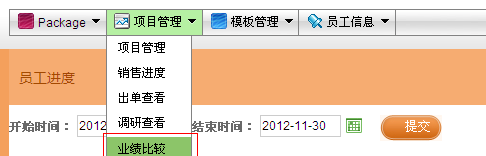 Package 项目管理 模板管理 员工信息
项目管理
销售进度
员工进度
出单查看
开始时间： 2012 调研查看 结束时间： 2012-11-30 提交
业绩比较